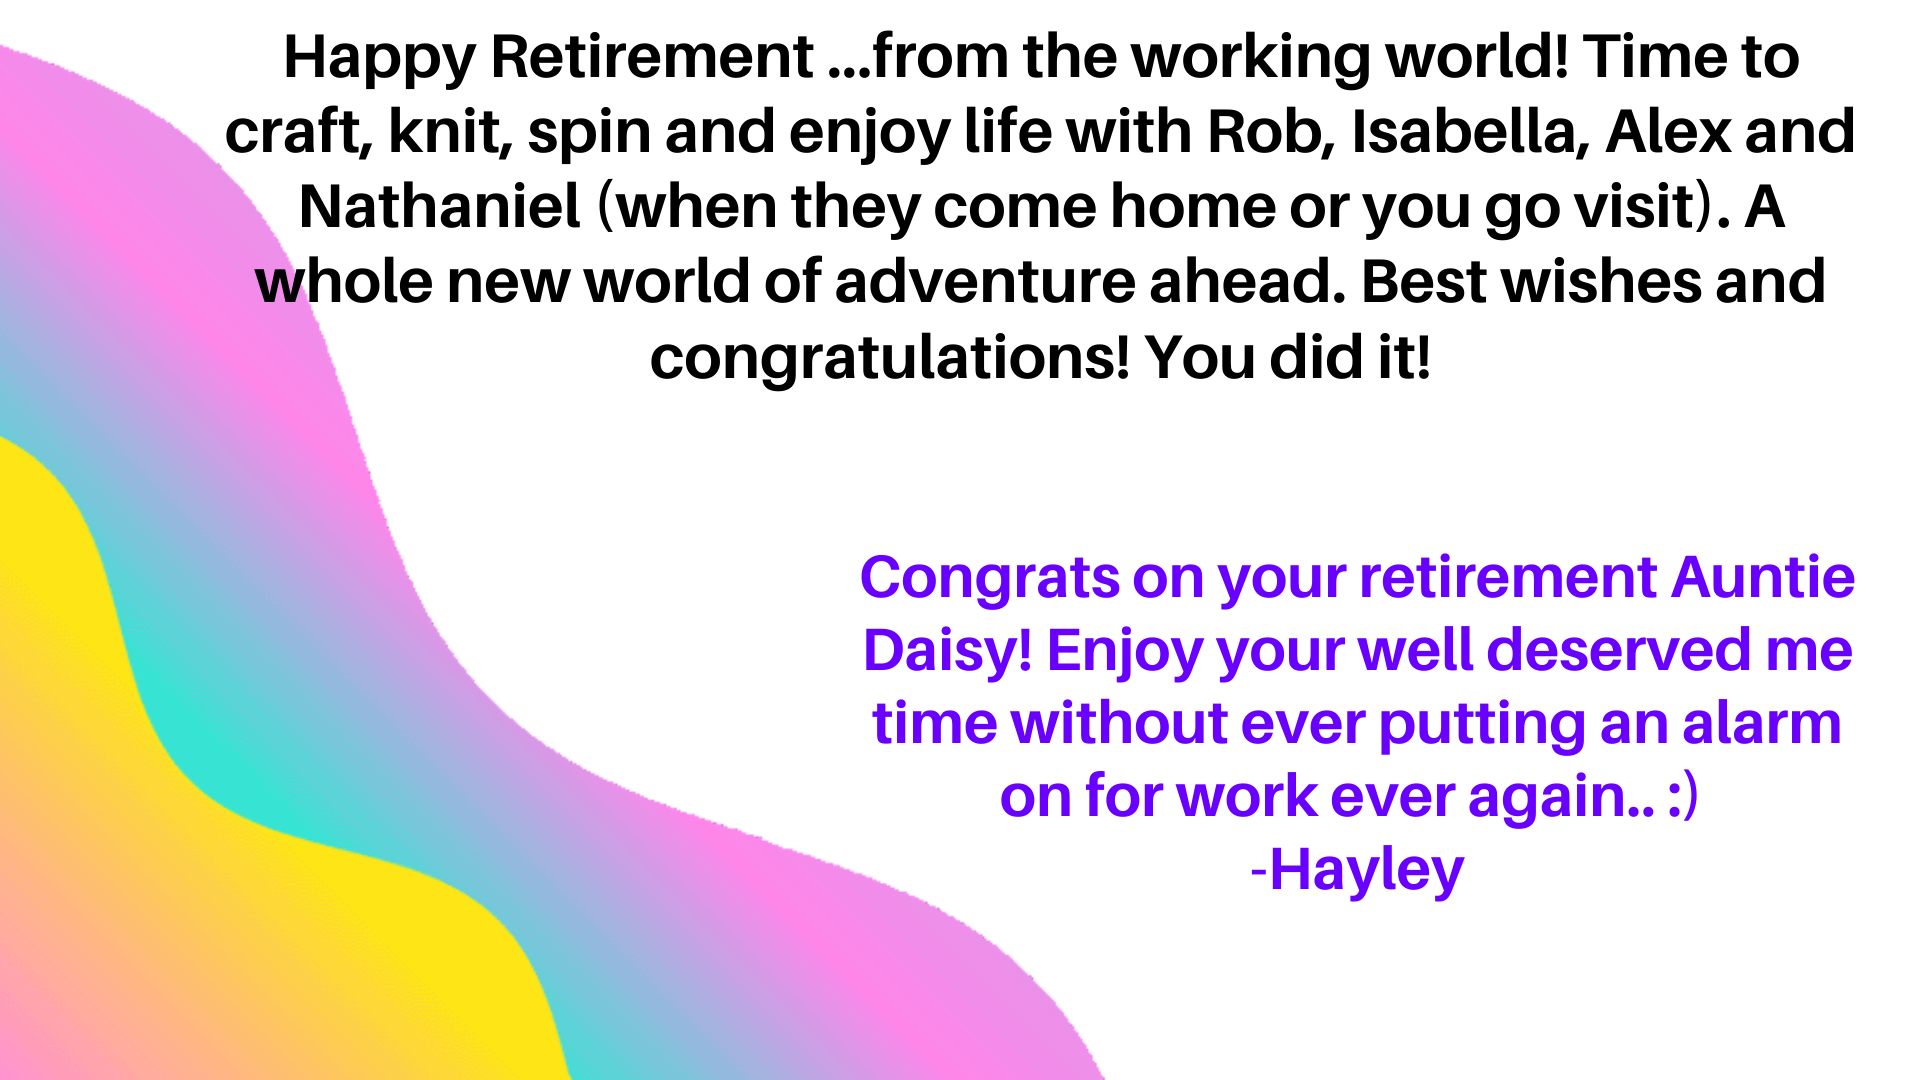 Happy Retirement ...from the working world! Time to
craft, knit, spin and enjoy life with Rob, Isabella, Alex and
Nathaniel (when they come home or you go visit). A
whole new world of adventure ahead. Best wishes and
congratulations! You did it!
Congrats on your retirement Auntie
Daisy! Enjoy your well deserved me
time without ever putting an alarm
on for work ever again.. :)
-Hayley